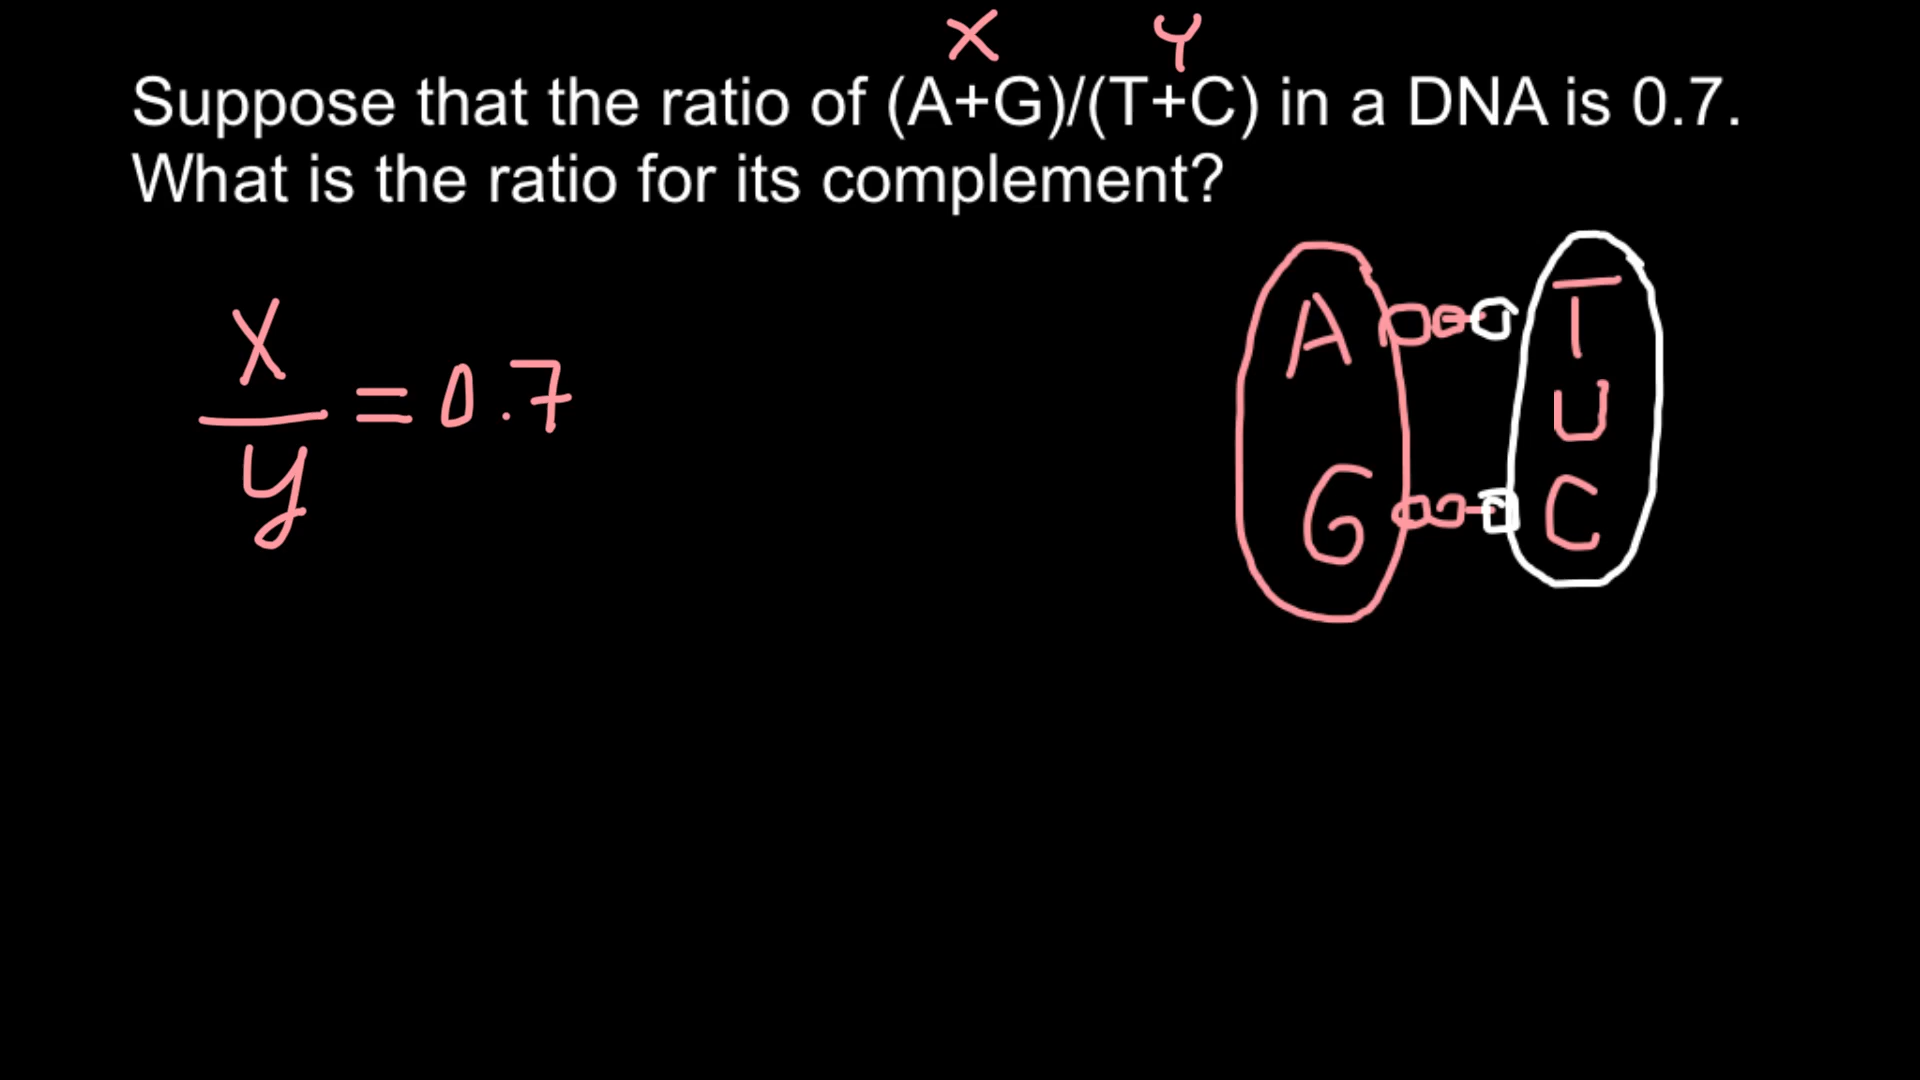 X Y
Suppose that the ratio of (A+G)/(T+C) in a DNA is 0.7.
What is the ratio for its complement?
X
y
= 0.7
A T
U
G C